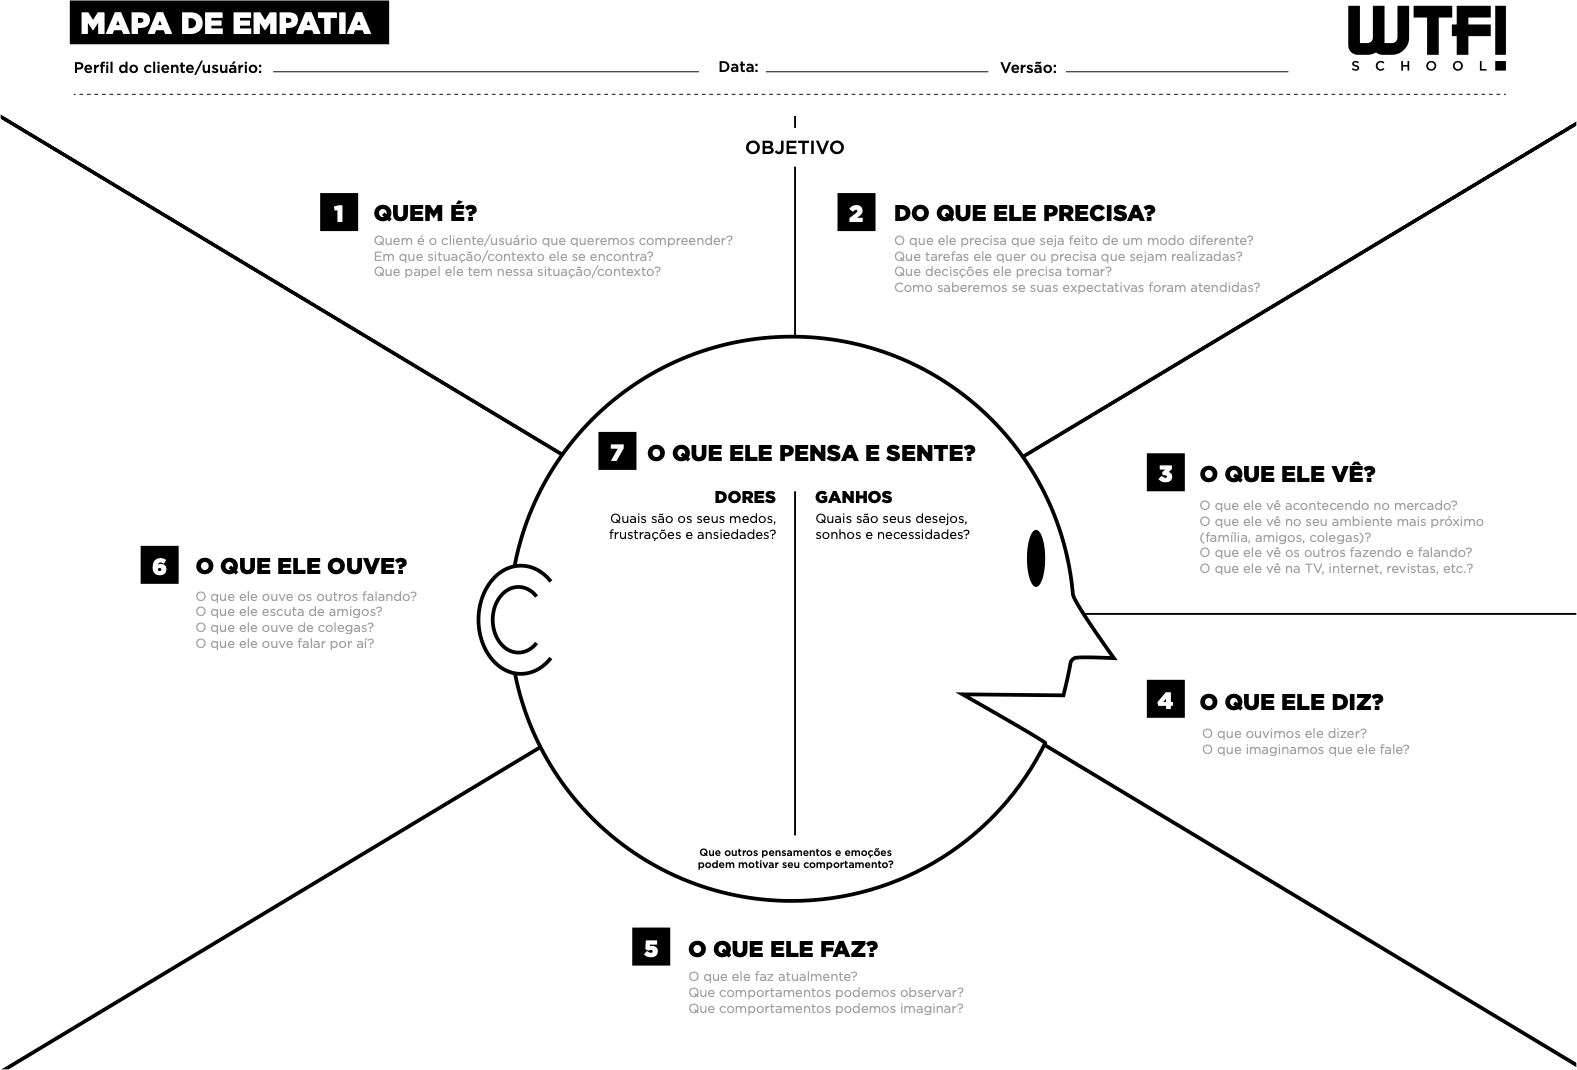 MAPA DE EMPATIA
WTF!
SCHOOL
Perfil do cliente/usuário:
Data:
Versão:
OBJETIVO
1 QUEM É?
Quem é o cliente/usuário que queremos compreender?
Em que situação/contexto ele se encontra?
Que papel ele tem nessa situação/contexto?
2 DO QUE ELE PRECISA?
O que ele precisa que seja feito de um modo diferente?
Que tarefas ele quer ou precisa que sejam realizadas?
Que decisções ele precisa tomar?
Como saberemos se suas expectativas foram atendidas?
3 O QUE ELE VÊ?
O que ele vê acontecendo no mercado?
O que ele vê no seu ambiente mais próximo
(família, amigos, colegas)?
O que ele vê os outros fazendo e falando?
O que ele vê na TV, internet, revistas, etc.?
4 O QUE ELE DIZ?
O que ouvimos ele dizer?
O que imaginamos que ele fale?
5 O QUE ELE FAZ?
O que ele faz atualmente?
Que comportamentos podemos observar?
Que comportamentos podemos imaginar?
6 O QUE ELE OUVE?
O que ele ouve os outros falando?
O que ele escuta de amigos?
O que ele ouve de colegas?
O que ele ouve falar por aí?
7 O QUE ELE PENSA E SENTE?
DORES
Quais são os seus medos,
frustrações e ansiedades?
GANHOS
Quais são seus desejos,
sonhos e necessidades?
Que outros pensamentos e emoções
podem motivar seu comportamento?